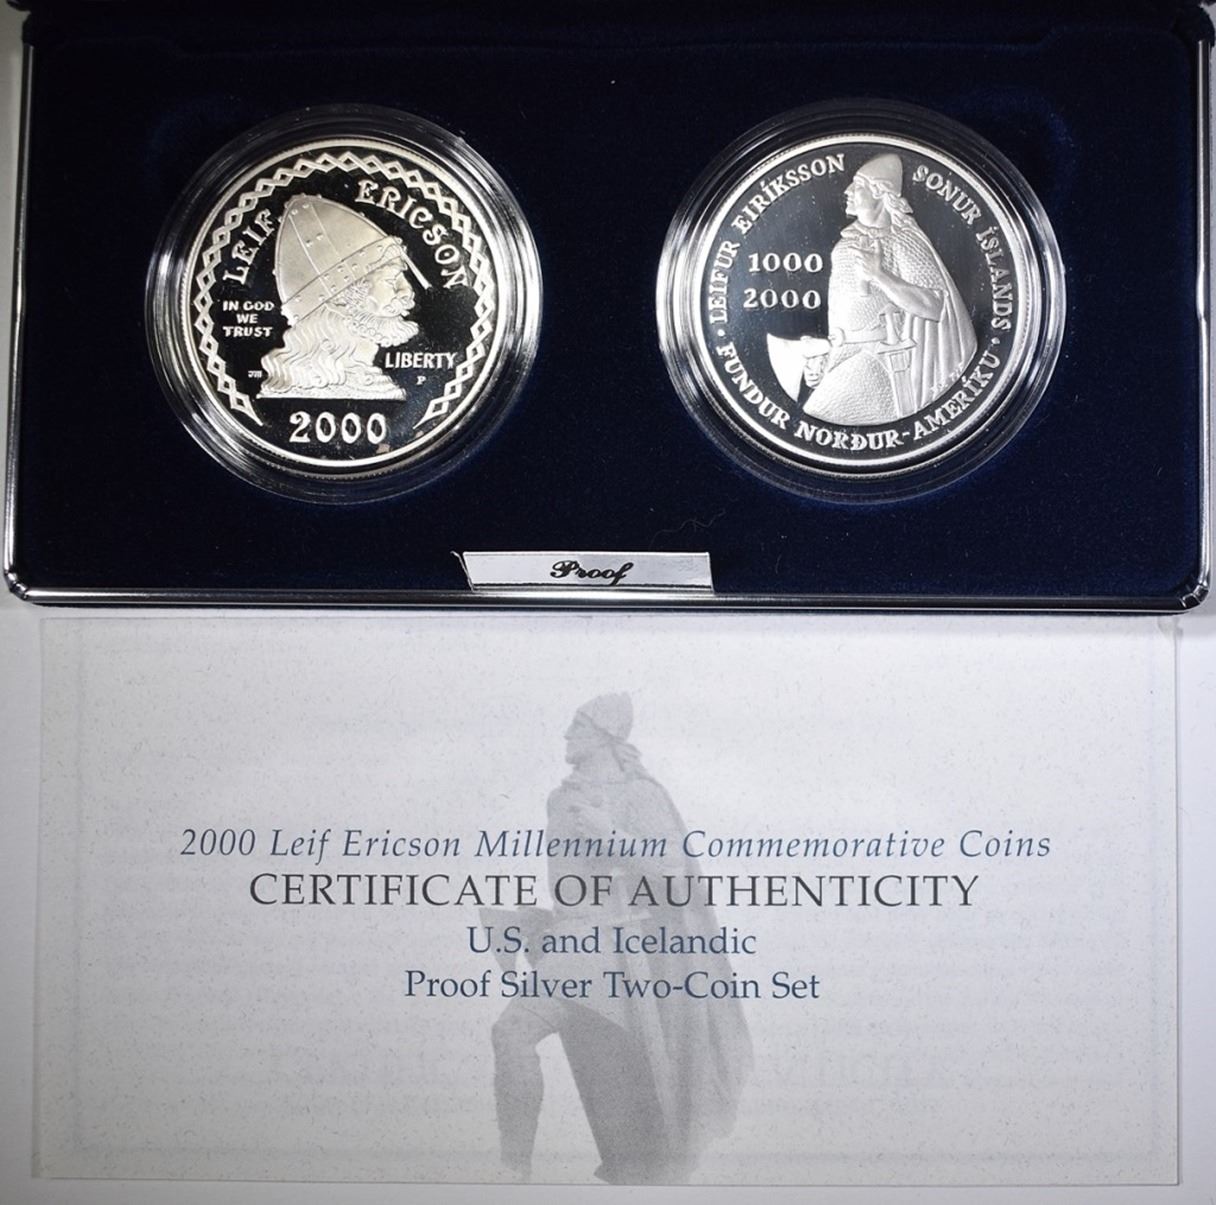 LEIF ERICSON
IN GOD
WE
TRUST
LIBERTY
P
2000
· LEIFUR EIRÍKSSON SONUR ÍSLANDS ·
1000
2000
FUNDUR NORÐUR-AMERÍKU
Proof
2000 Leif Ericson Millennium Commemorative Coins
CERTIFICATE OF AUTHENTICITY
U.S. and Icelandic
Proof Silver Two-Coin Set